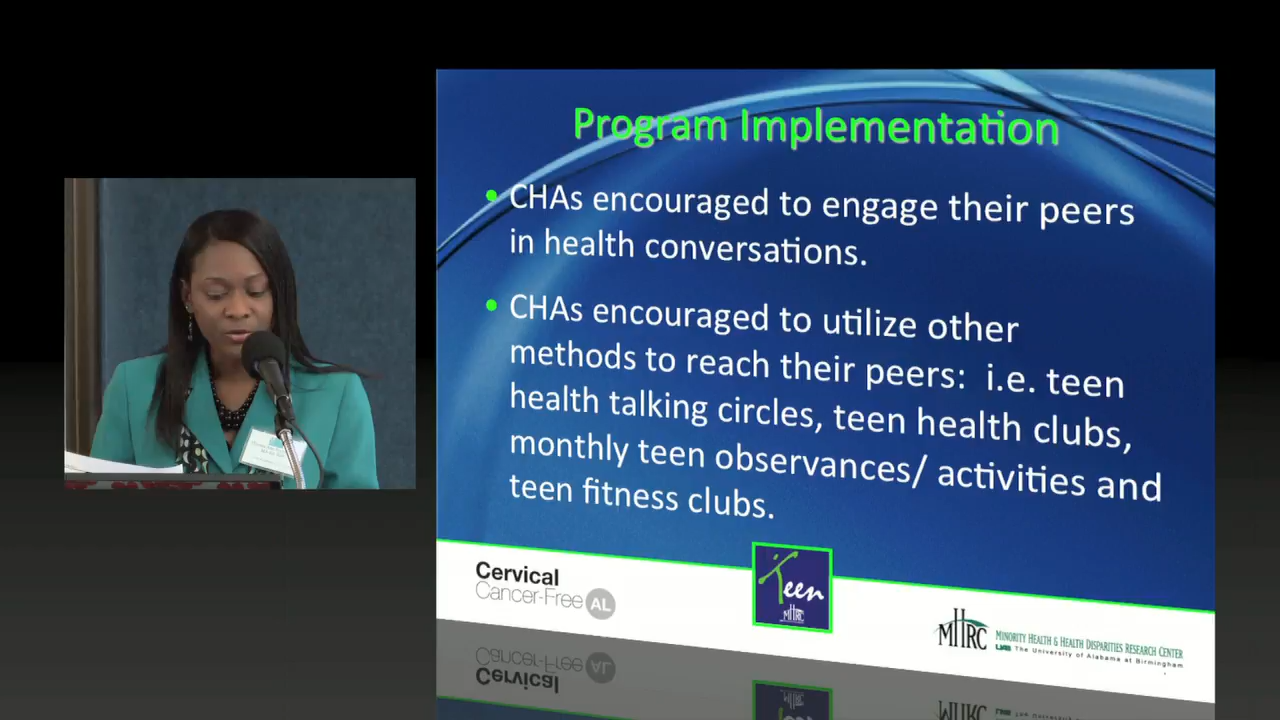 Program Implementation
• CHAs encouraged to engage their peers
in health conversations.
• CHAs encouraged to utilize other
methods to reach their peers:  i.e. teen
health talking circles, teen health clubs,
monthly teen observances/ activities and
teen fitness clubs.
Cervical
Cancer-Free AL
Teen
MHRC
MHRC
MINORITY HEALTH & HEALTH DISPARITIES RESEARCH CENTER
UAB The University of Alabama at Birmingham